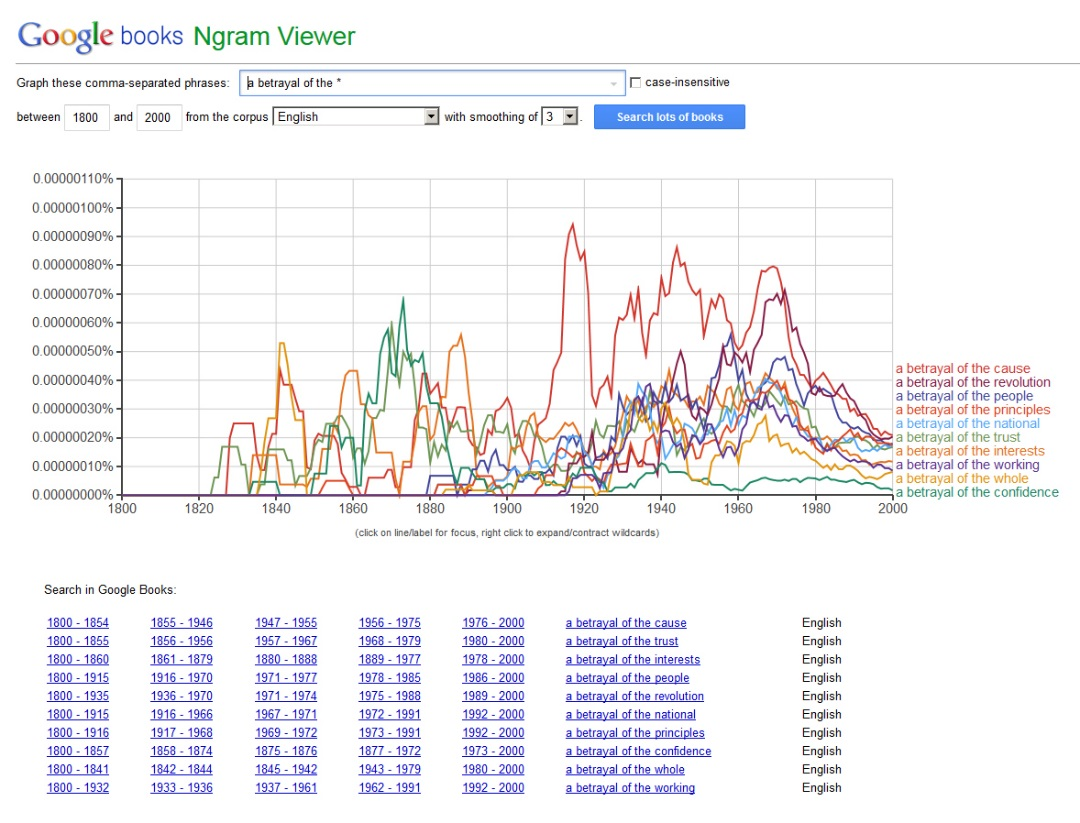 Google books Ngram Viewer
Graph these comma-separated phrases: a betrayal of the * case-insensitive
between 1800 and 2000 from the corpus English with smoothing of 3 . Search lots of books
0.00000110%
0.00000100%
0.00000090%
0.00000080%
0.00000070%
0.00000060%
0.00000050%
0.00000040%
0.00000030%
0.00000020%
0.00000010%
0.00000000%
a betrayal of the cause
a betrayal of the revolution
a betrayal of the people
a betrayal of the principles
a betrayal of the national
a betrayal of the trust
a betrayal of the interests
a betrayal of the working
a betrayal of the whole
a betrayal of the confidence
1800 1820 1840 1860 1880 1900 1920 1940 1960 1980 2000
(click on line/label for focus, right click to expand/contract wildcards)
Search in Google Books:
1800 - 1854 1855 - 1946 1947 - 1955 1956 - 1975 1976 - 2000 a betrayal of the cause English
1800 - 1855 1856 - 1956 1957 - 1967 1968 - 1979 1980 - 2000 a betrayal of the trust English
1800 - 1860 1861 - 1879 1880 - 1888 1889 - 1977 1978 - 2000 a betrayal of the interests English
1800 - 1915 1916 - 1970 1971 - 1977 1978 - 1985 1986 - 2000 a betrayal of the people English
1800 - 1935 1936 - 1970 1971 - 1974 1975 - 1988 1989 - 2000 a betrayal of the revolution English
1800 - 1915 1916 - 1966 1967 - 1971 1972 - 1991 1992 - 2000 a betrayal of the national English
1800 - 1916 1917 - 1968 1969 - 1972 1973 - 1991 1992 - 2000 a betrayal of the principles English
1800 - 1857 1858 - 1874 1875 - 1876 1877 - 1972 1973 - 2000 a betrayal of the confidence English
1800 - 1841 1842 - 1844 1845 - 1942 1943 - 1979 1980 - 2000 a betrayal of the whole English
1800 - 1932 1933 - 1936 1937 - 1961 1962 - 1991 1992 - 2000 a betrayal of the working English